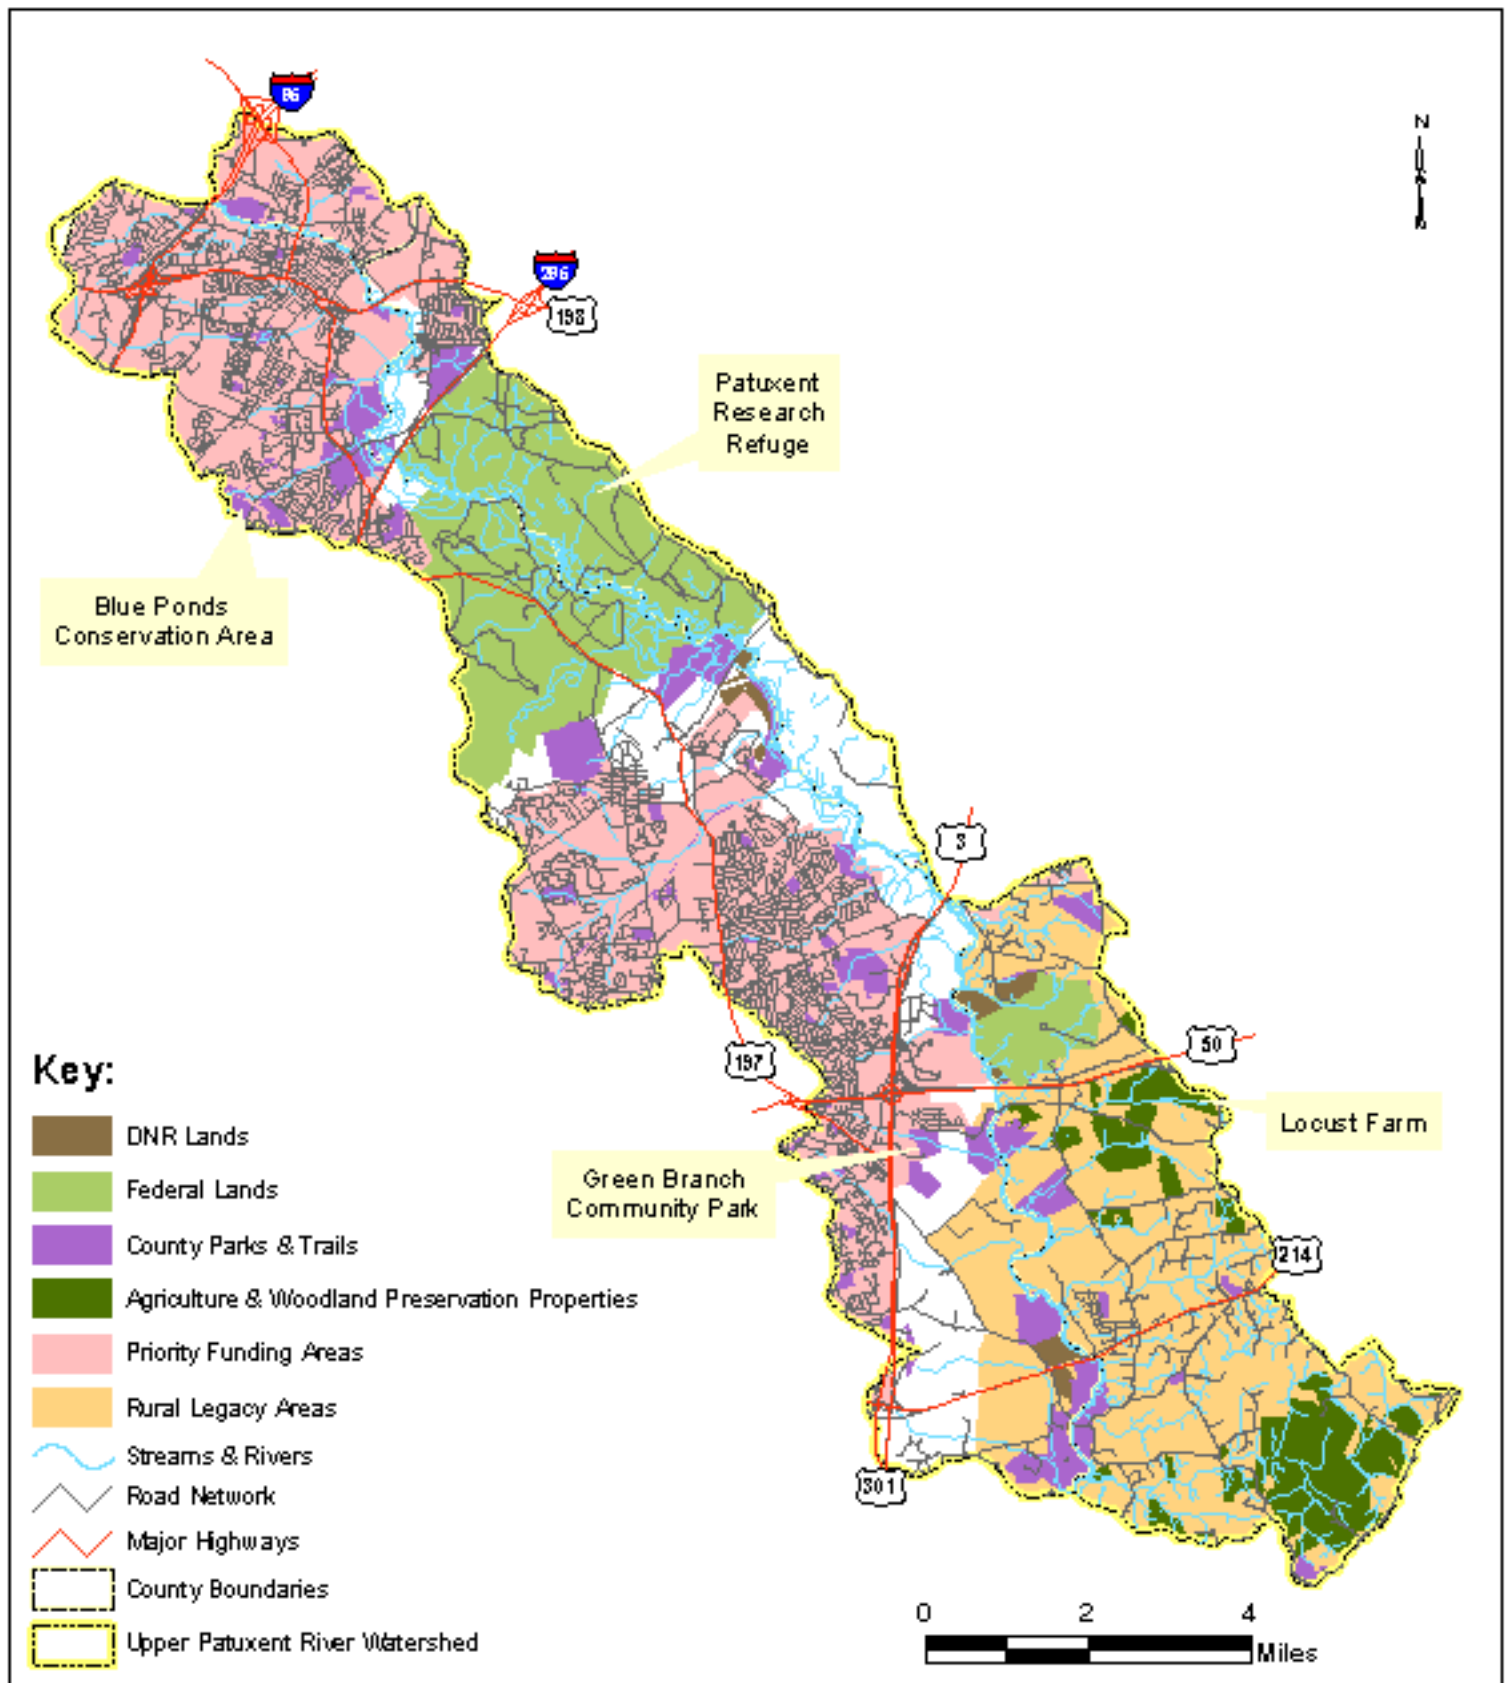 95
N
295
198
Patuxent
Research
Refuge
Blue Ponds
Conservation Area
3
50
197
Locust Farm
Green Branch
Community Park
214
301
Key:
DNR Lands
Federal Lands
County Parks & Trails
Agriculture & Woodland Preservation Properties
Priority Funding Areas
Rural Legacy Areas
Streams & Rivers
Road Network
Major Highways
County Boundaries
Upper Patuxent River Watershed
0 2 4
Miles